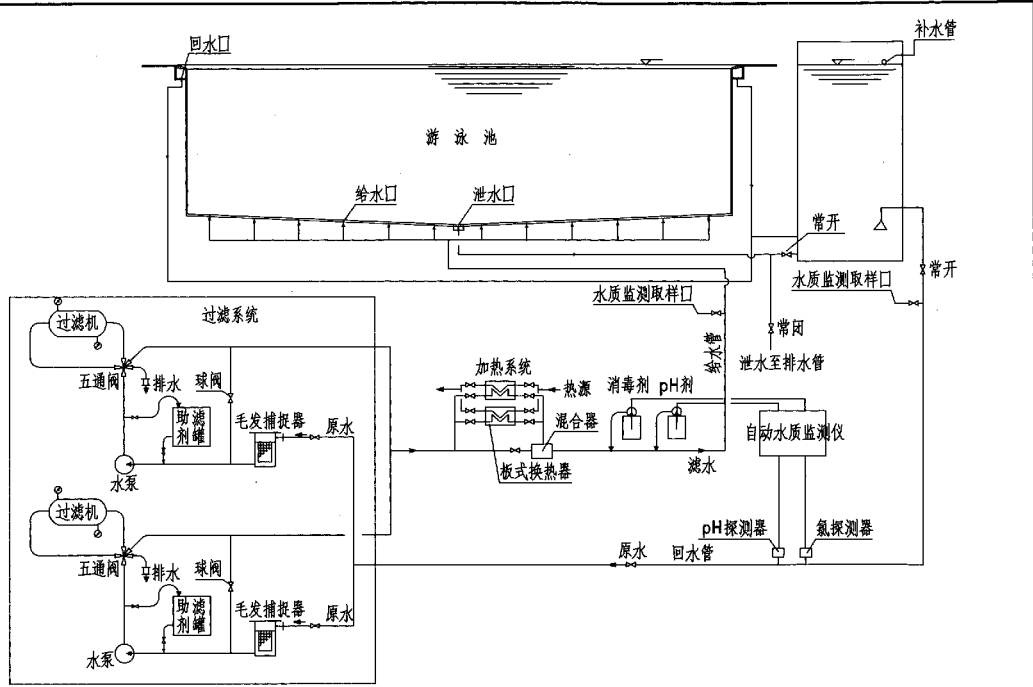 补水管
回水口
游泳池
给水口
泄水口
常开
常开
水质监测取样口
水质监测取样口
过滤系统
过滤机
常闭
给水管
泄水至排水管
加热系统
热源
消毒剂
pH剂
五通阀
排水
球阀
助滤
剂罐
毛发捕捉器
原水
混合器
自动水质监测仪
板式换热器
滤水
水泵
过滤机
pH探测器
氯探测器
原水
回水管
五通阀
排水
球阀
助滤
剂罐
毛发捕捉器
原水
水泵